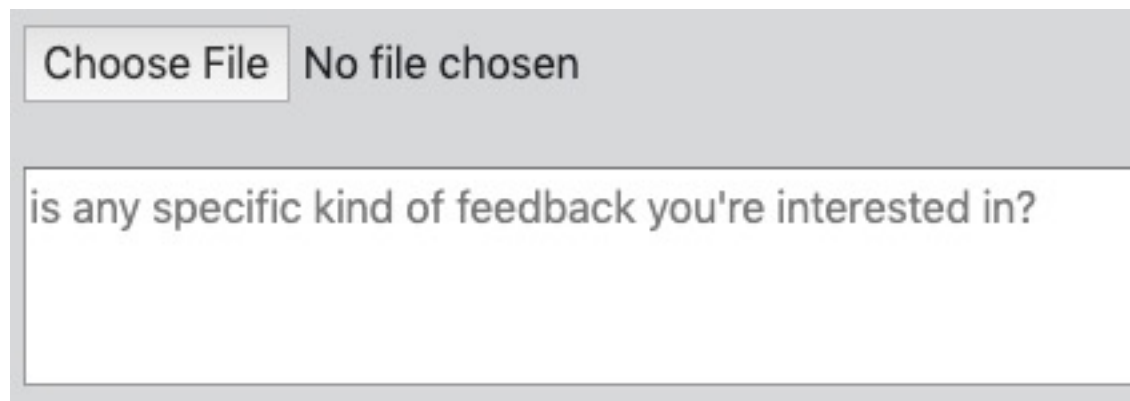 Choose File No file chosen
is any specific kind of feedback you're interested in?